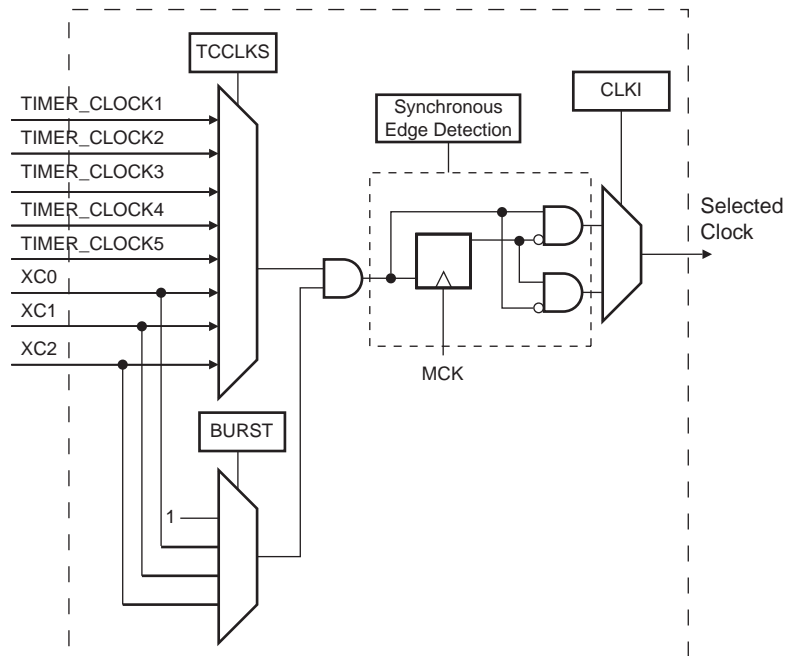 TCCLKS
TIMER_CLOCK1
TIMER_CLOCK2
TIMER_CLOCK3
TIMER_CLOCK4
TIMER_CLOCK5
XC0
XC1
XC2
Synchronous
Edge Detection
CLKI
Selected
Clock
MCK
BURST
1